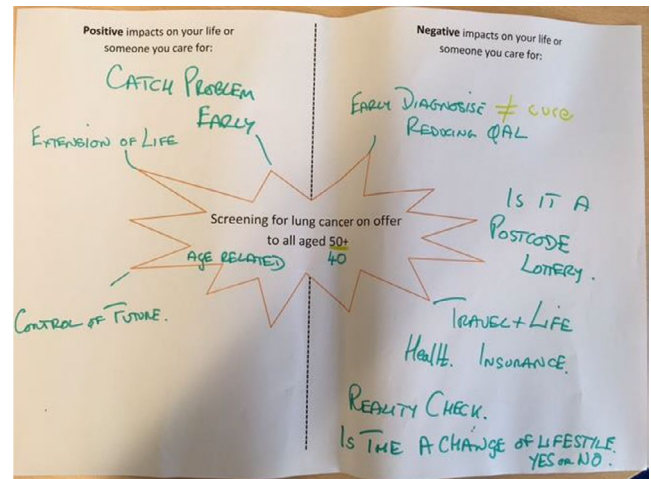 Positive impacts on your life or
someone you care for:
CATCH PROBLEM
EARLY
EXTENSION OF LIFE
CONTROL OF FUTURE.
Screening for lung cancer on offer
to all aged 50+
AGE RELATED 40
Negative impacts on your life or
someone you care for:
EARLY DIAGNOSISE ≠ cure
REDUCING QAL
IS IT A
POSTCODE
LOTTERY.
TRAVEL + LIFE
HealtH. INSURANCE.
REALITY CHECK.
IS THE A CHANGE OF LIFESTYLE.
YES or NO.